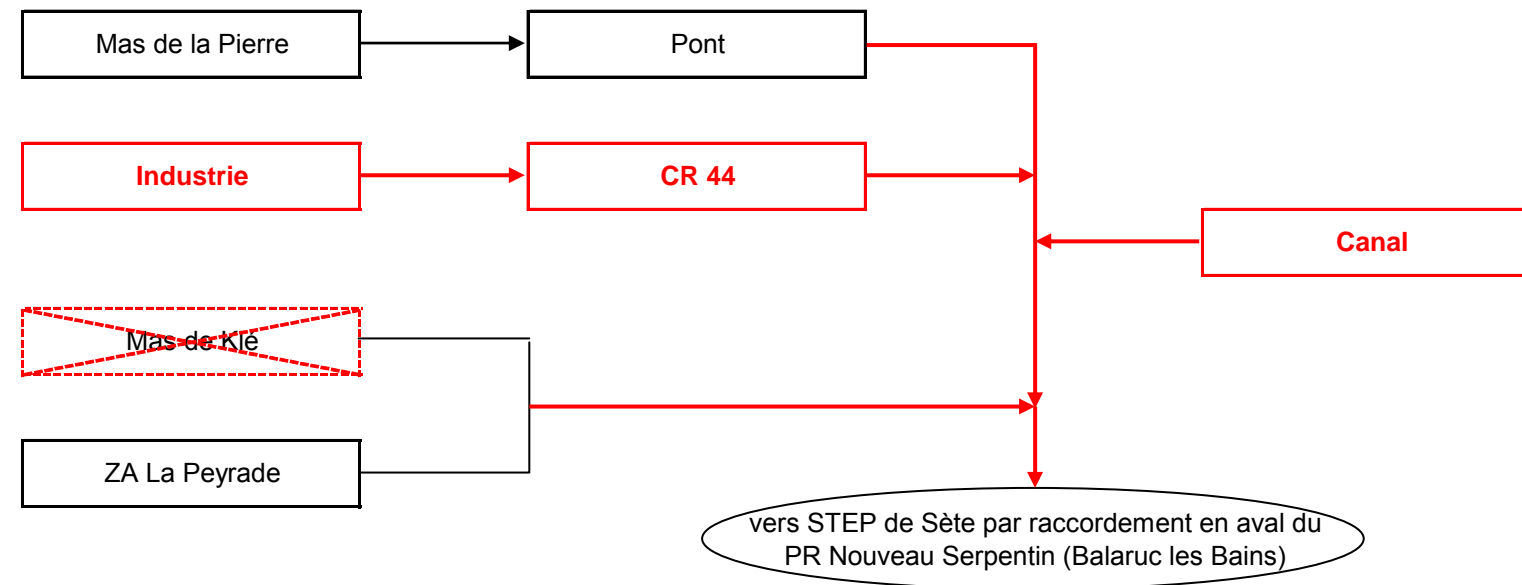 Mas de la Pierre
Pont
Industrie
CR 44
Canal
Mas de Klé
ZA La Peyrade
vers STEP de Sète par raccordement en aval du
PR Nouveau Serpentin (Balaruc les Bains)